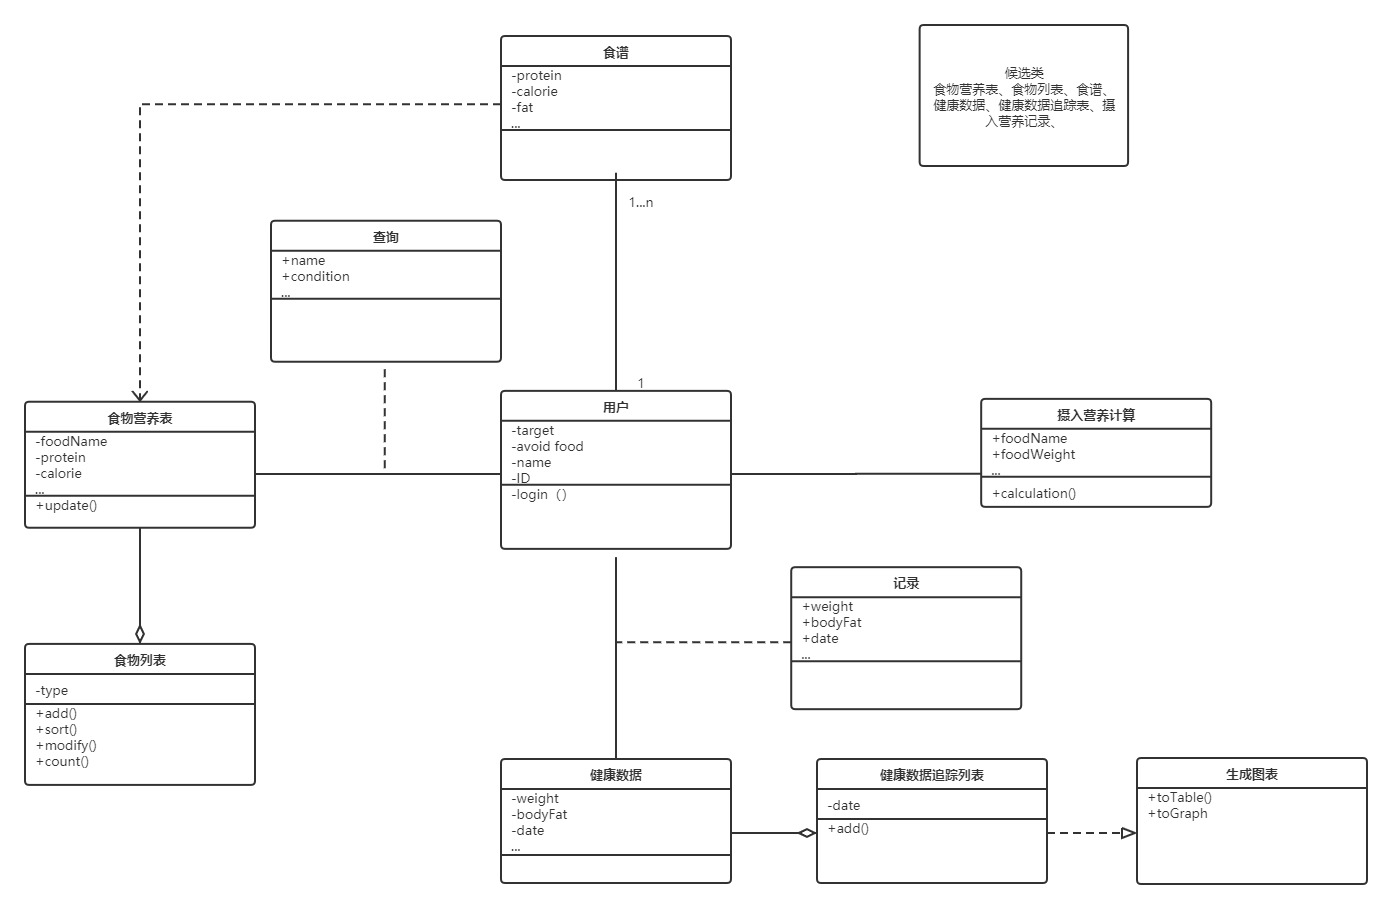 食谱
-protein
-calorie
-fat
...
候选类
食物营养表、食物列表、食谱、
健康数据、健康数据追踪表、摄
入营养记录、
1...n
查询
+name
+condition
...
1
食物营养表
-foodName
-protein
-calorie
...
+update()
用户
-target
-avoid food
-name
-ID
-login（）
摄入营养计算
+foodName
+foodWeight
...
+calculation()
记录
+weight
+bodyFat
+date
...
食物列表
-type
+add()
+sort()
+modify()
+count()
健康数据
-weight
-bodyFat
-date
...
健康数据追踪列表
-date
+add()
生成图表
+toTable()
+toGraph